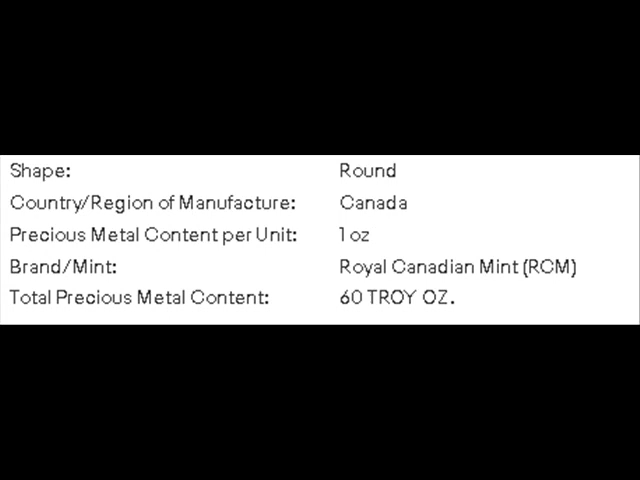 Shape: Round
Country/Region of Manufacture: Canada
Precious Metal Content per Unit: 1 oz
Brand/Mint: Royal Canadian Mint (RCM)
Total Precious Metal Content: 60 TROY OZ.